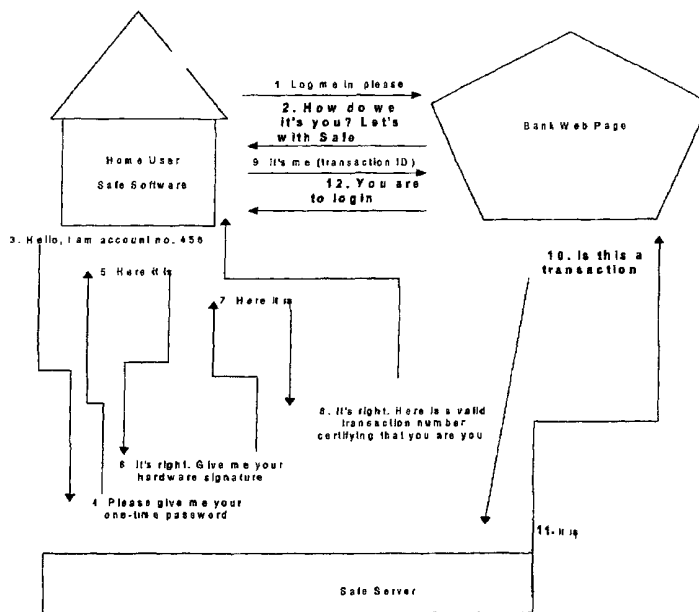 1 Log me in please
2. How do we
it's you? Let's
with Safe
Bank Web Page
Home User
Safe Software
9 It's me (transaction ID)
12. You are
to login
3. Hello, I am account no. 456
10. Is this a
transaction
5 Here it is
7 Here it is
8. It's right. Here is a valid
transaction number
certifying that you are you
6 It's right. Give me your
hardware signature
4 Please give me your
one-time password
11- It is
Safe Server